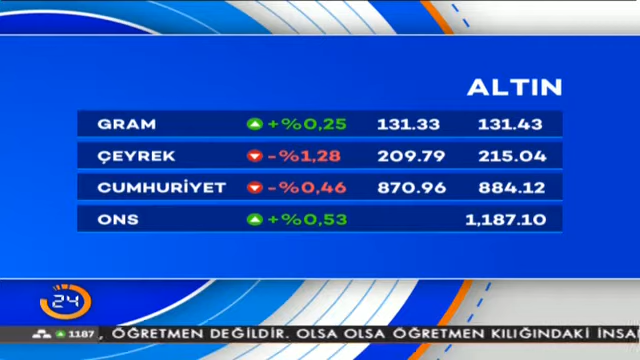 ALTIN
GRAM +%0,25 131.33 131.43
ÇEYREK -%1,28 209.79 215.04
CUMHURİYET -%0,46 870.96 884.12
ONS +%0,53 1,187.10
24
1187 , ÖĞRETMEN DEĞİLDİR. OLSA OLSA ÖĞRETMEN KILIĞINDAKİ İNSA